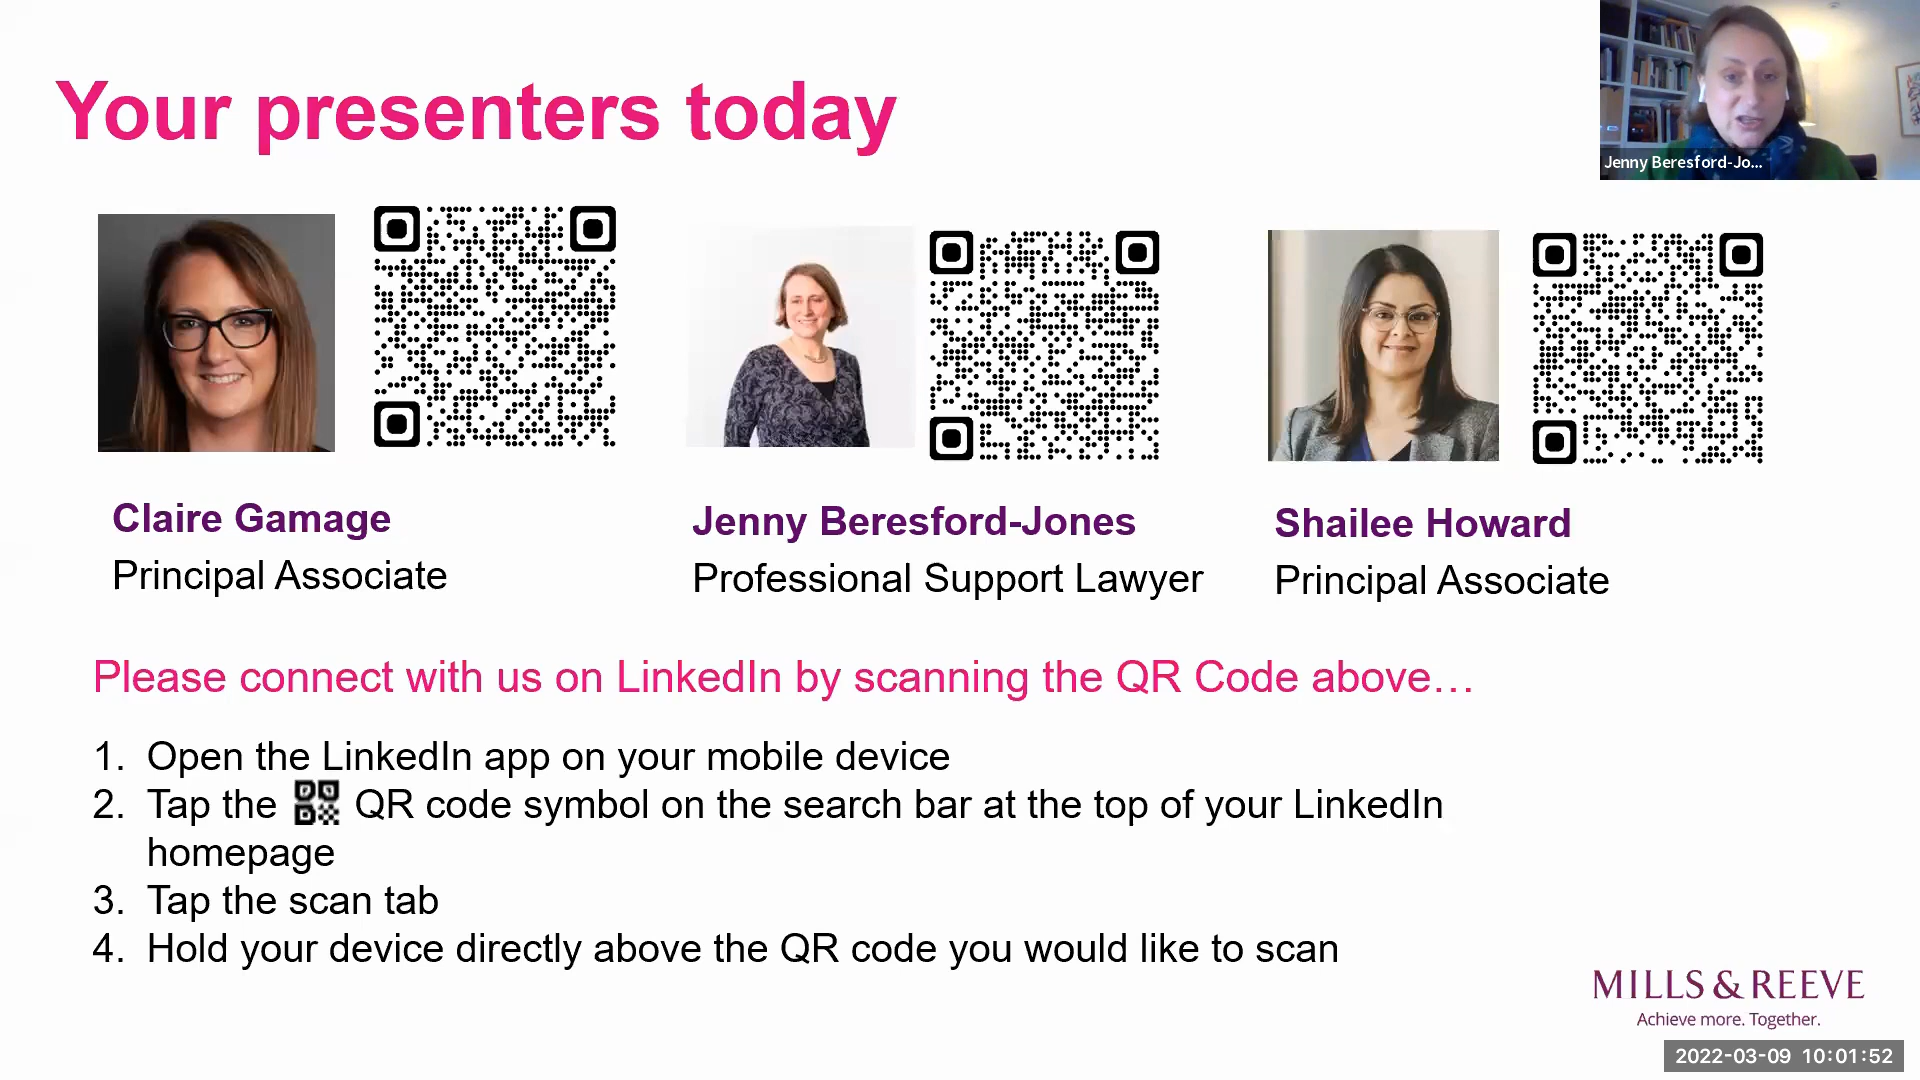 Your presenters today
Jenny Beresford-Jo...
Claire Gamage
Principal Associate
Jenny Beresford-Jones
Professional Support Lawyer
Shailee Howard
Principal Associate
Please connect with us on LinkedIn by scanning the QR Code above…
1. Open the LinkedIn app on your mobile device
2. Tap the QR code symbol on the search bar at the top of your LinkedIn
homepage
3. Tap the scan tab
4. Hold your device directly above the QR code you would like to scan
MILLS & REEVE
Achieve more. Together.
2022-03-09 10:01:52